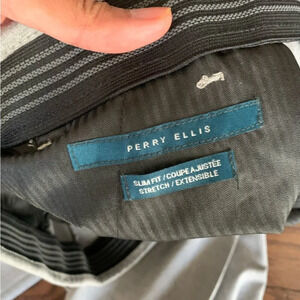 PERRY ELLIS
SLIM FIT / COUPE AJUSTÉE
STRETCH / EXTENSIBLE